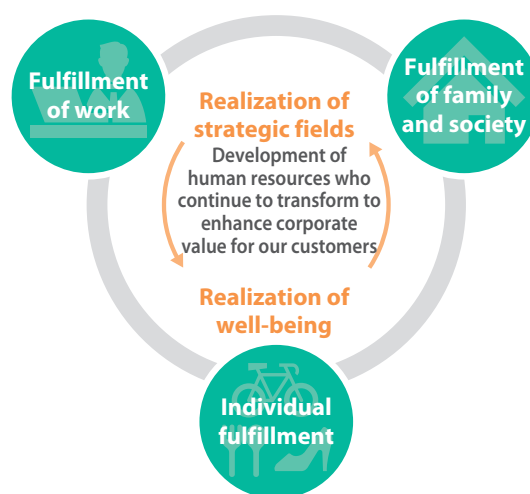 Fulfillment
of work
Fulfillment
of family
and society
Realization of
strategic fields
Development of
human resources who
continue to transform to
enhance corporate
value for our customers
Realization of
well-being
Individual
fulfillment